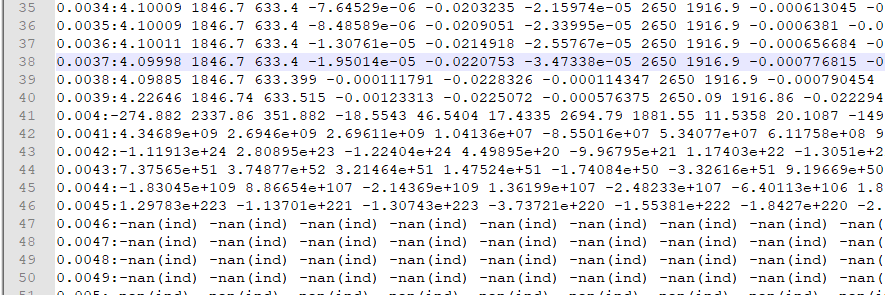 35 0.0034:4.10009 1846.7 633.4 -7.64529e-06 -0.0203235 -2.15974e-05 2650 1916.9 -0.000613045 -0
36 0.0035:4.10009 1846.7 633.4 -8.48589e-06 -0.0209051 -2.33995e-05 2650 1916.9 -0.0006381 -0.0
37 0.0036:4.10011 1846.7 633.4 -1.30761e-05 -0.0214918 -2.55767e-05 2650 1916.9 -0.000656684 -0
38 0.0037:4.09998 1846.7 633.4 -1.95014e-05 -0.0220753 -3.47338e-05 2650 1916.9 -0.000776815 -0
39 0.0038:4.09885 1846.7 633.399 -0.000111791 -0.0228326 -0.000114347 2650 1916.9 -0.000790454
40 0.0039:4.22646 1846.74 633.515 -0.00123313 -0.0225072 -0.000576375 2650.09 1916.86 -0.022294
41 0.004:-274.882 2337.86 351.882 -18.5543 46.5404 17.4335 2694.79 1881.55 11.5358 20.1087 -149
42 0.0041:4.34689e+09 2.6946e+09 2.69611e+09 1.04136e+07 -8.55016e+07 5.34077e+07 6.11758e+08 9
43 0.0042:-1.11913e+24 2.80895e+23 -1.22404e+24 4.49895e+20 -9.96795e+21 1.17403e+22 -1.3051e+2
44 0.0043:7.37565e+51 3.74877e+52 3.21464e+51 1.47524e+51 -1.74084e+50 -3.32616e+51 9.19669e+50
45 0.0044:-1.83045e+109 8.86654e+107 -2.14369e+109 1.36199e+107 -2.48233e+107 -6.40113e+106 1.8
46 0.0045:1.29783e+223 -1.13701e+221 -1.30743e+223 -3.73721e+220 -1.55381e+222 -1.8427e+220 -2.
47 0.0046:-nan(ind) -nan(ind) -nan(ind) -nan(ind) -nan(ind) -nan(ind) -nan(ind) -nan(ind) -nan(
48 0.0047:-nan(ind) -nan(ind) -nan(ind) -nan(ind) -nan(ind) -nan(ind) -nan(ind) -nan(ind) -nan(
49 0.0048:-nan(ind) -nan(ind) -nan(ind) -nan(ind) -nan(ind) -nan(ind) -nan(ind) -nan(ind) -nan(
50 0.0049:-nan(ind) -nan(ind) -nan(ind) -nan(ind) -nan(ind) -nan(ind) -nan(ind) -nan(ind) -nan(